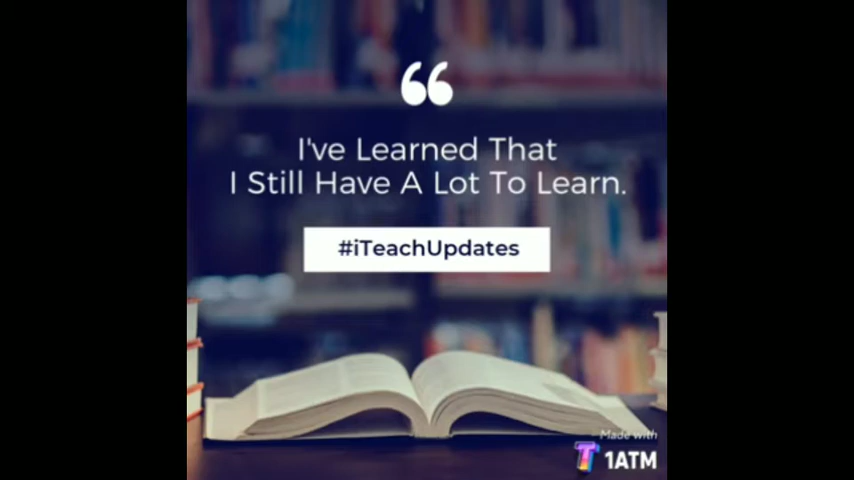 “
I've Learned That
I Still Have A Lot To Learn.
#iTeachUpdates
Made with
1ATM